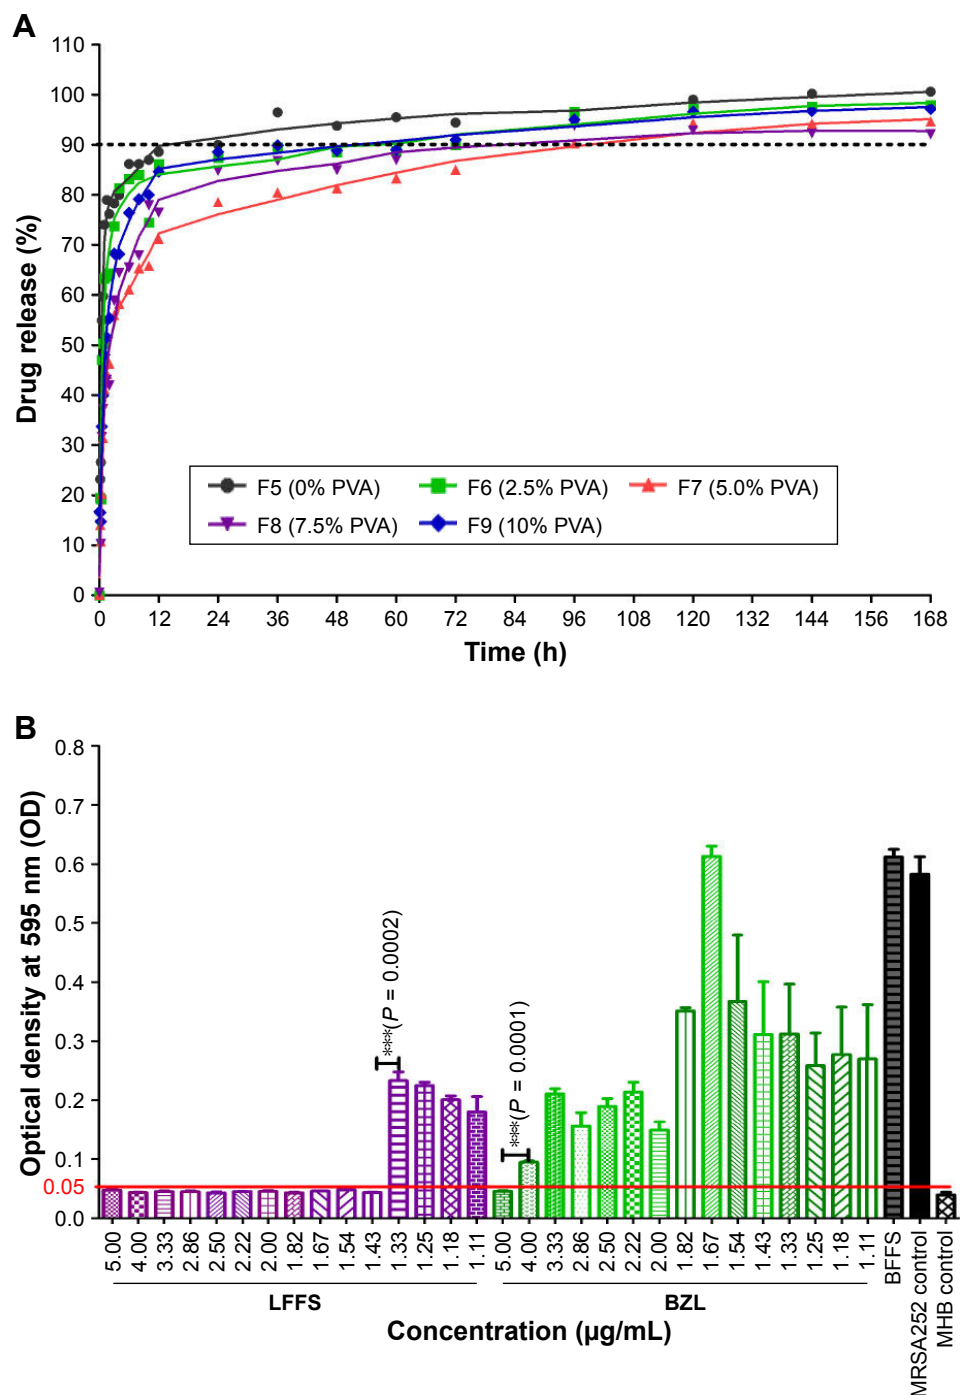 A
110
100
90
80
70
60
50
40
30
20
10
0
Drug release (%)
F5 (0% PVA) F6 (2.5% PVA) F7 (5.0% PVA)
F8 (7.5% PVA) F9 (10% PVA)
0 12 24 36 48 60 72 84 96 108 120 132 144 156 168
Time (h)
B
0.8
0.7
0.6
0.5
0.4
0.3
0.2
0.1
0.05
0.0
Optical density at 595 nm (OD)
***(P = 0.0002)
***(P = 0.0001)
5.00 4.00 3.33 2.86 2.50 2.22 2.00 1.82 1.67 1.54 1.43 1.33 1.25 1.18 1.11 5.00 4.00 3.33 2.86 2.50 2.22 2.00 1.82 1.67 1.54 1.43 1.33 1.25 1.18 1.11 BFFS MRSA252 control MHB control
LFFS BZL
Concentration (µg/mL)